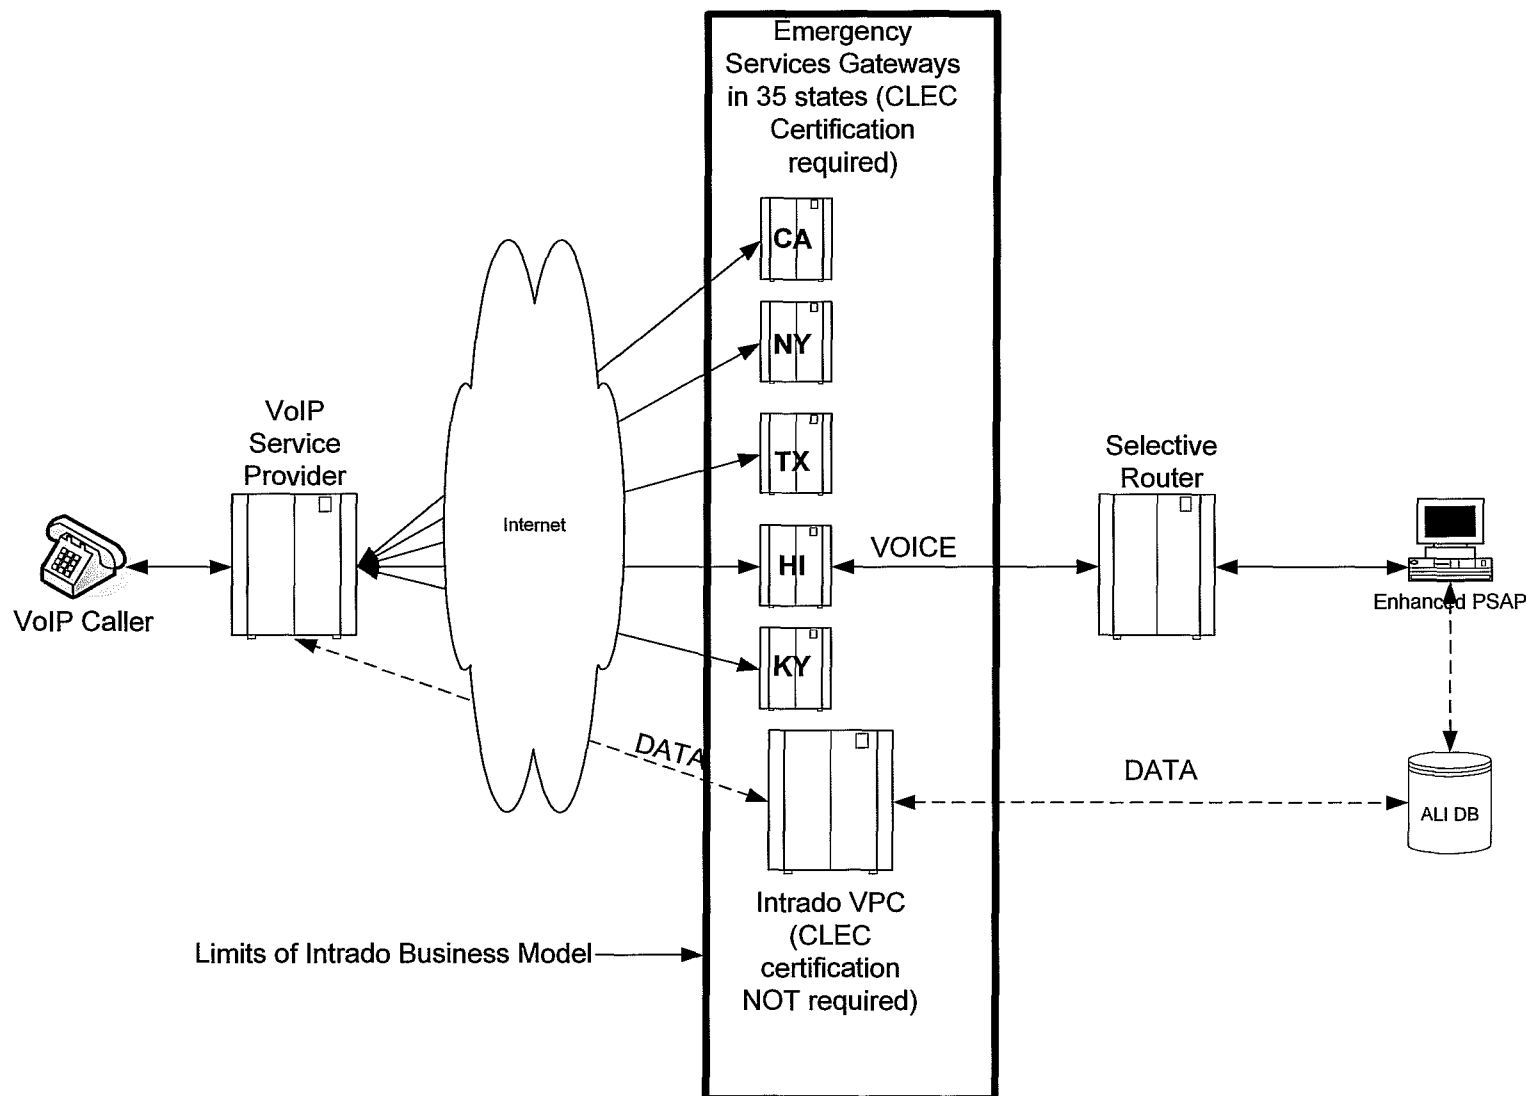 Emergency
Services Gateways
in 35 states (CLEC
Certification
required)
CA
NY
TX
HI
KY
VoIP
Service
Provider
Internet
VoIP Caller
VOICE
Selective
Router
Enhanced PSAP
DATA
DATA
ALI DB
Intrado VPC
(CLEC
certification
NOT required)
Limits of Intrado Business Model